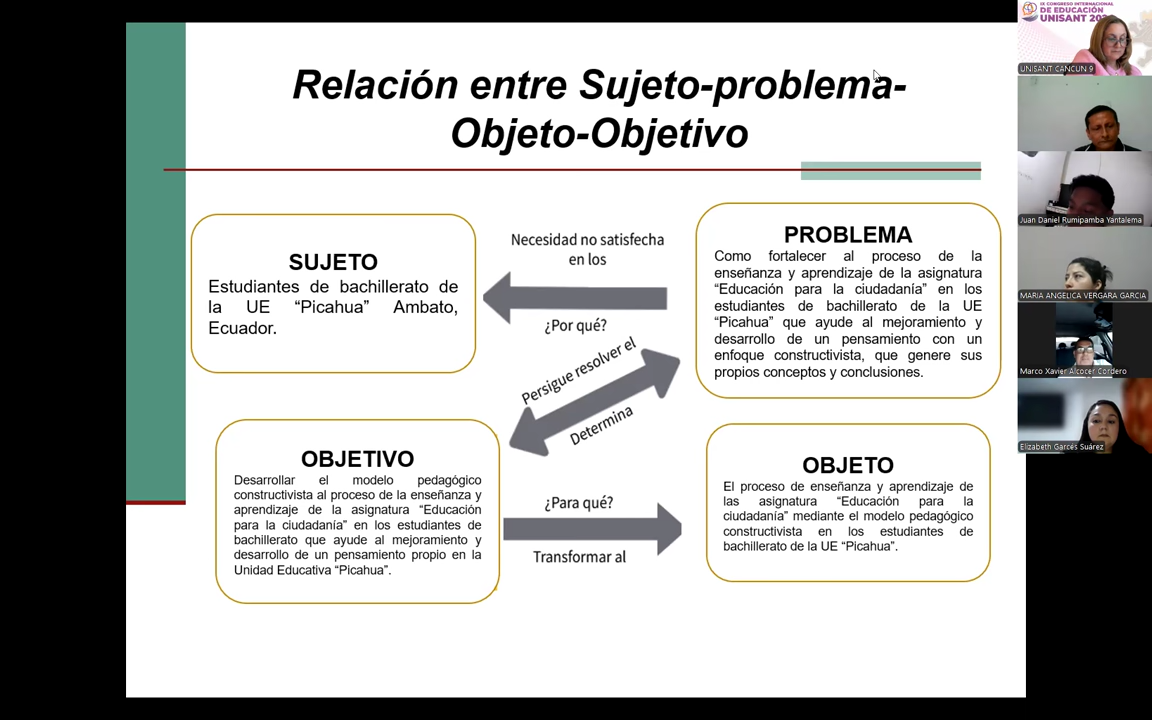 Relación entre Sujeto-problema-
Objeto-Objetivo
SUJETO
Estudiantes de bachillerato de
la UE “Picahua” Ambato,
Ecuador.
Necesidad no satisfecha
en los
¿Por qué?
PROBLEMA
Como fortalecer al proceso de la
enseñanza y aprendizaje de la asignatura
“Educación para la ciudadanía” en los
estudiantes de bachillerato de la UE
“Picahua” que ayude al mejoramiento y
desarrollo de un pensamiento con un
enfoque constructivista, que genere sus
propios conceptos y conclusiones.
Persigue resolver el
Determina
OBJETIVO
Desarrollar el modelo pedagógico
constructivista al proceso de la enseñanza y
aprendizaje de la asignatura “Educación
para la ciudadanía” en los estudiantes de
bachillerato que ayude al mejoramiento y
desarrollo de un pensamiento propio en la
Unidad Educativa “Picahua”.
¿Para qué?
Transformar al
OBJETO
El proceso de enseñanza y aprendizaje de
las asignatura “Educación para la
ciudadanía” mediante el modelo pedagógico
constructivista en los estudiantes de
bachillerato de la UE “Picahua”.
IX CONGRESO INTERNACIONAL
DE EDUCACIÓN
UNISANT
UNISANT CANCUN 9
Juan Daniel Rumipamba Yantalema
MARIA ANGELICA VERGARA GARCIA
Marco Xavier Alcocer Cordero
Elizabeth Garcés Suárez